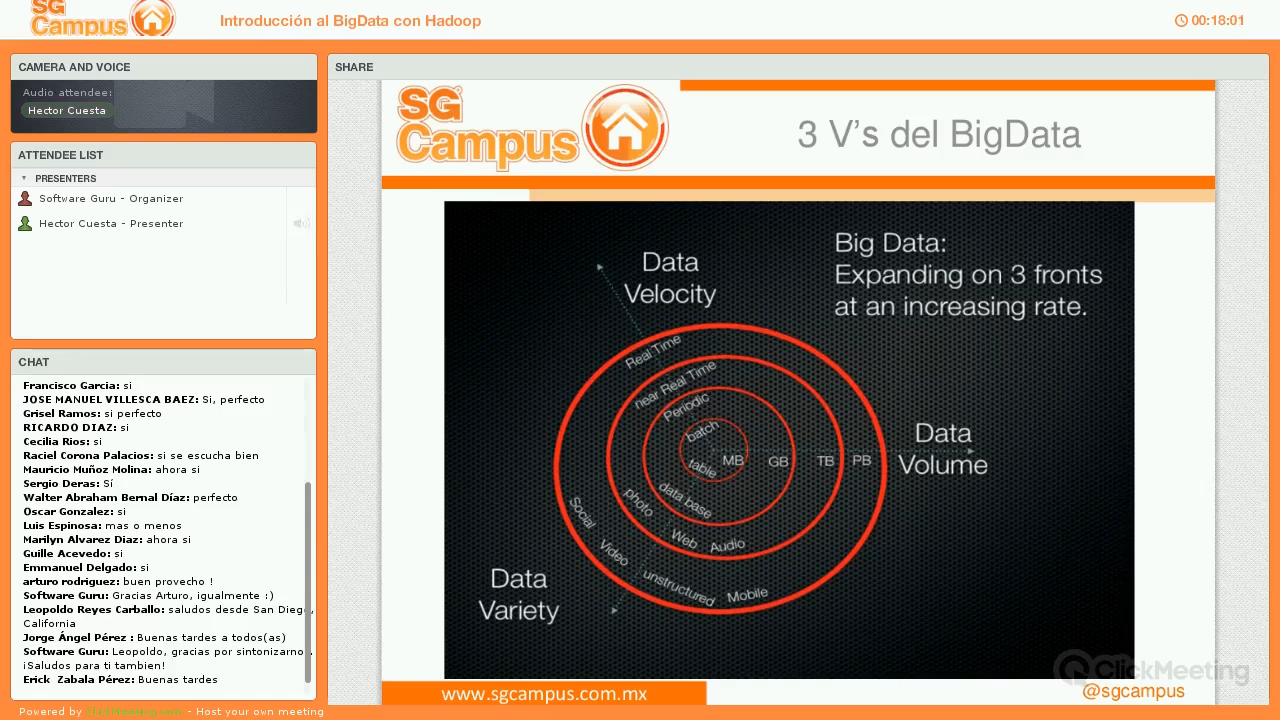 SG
Campus
Introducción al BigData con Hadoop
00:18:01
CAMERA AND VOICE
Audio attendee:
Hector Cuesta
ATTENDEE LIST
PRESENTERS
Software Guru - Organizer
Hector Cuesta - Presenter
CHAT
Francisco Garcia: si
JOSE MANUEL VILLESCA BAEZ: Si, perfecto
Grisel Ramos: si perfecto
RICARDO DIAZ: si
Cecilia Rios: si
Raciel Corona Palacios: si se escucha bien
Mauricio Muñoz Molina: ahora si
Sergio Deras: Sí
Walter Abraham Bernal Díaz: perfecto
Oscar Gonzalez: si
Luis Espinosa: mas o menos
Marilyn Alvarez Diaz: ahora si
Guille Acevedo: si
Emmanuel Delgado: si
arturo rodriguez: buen provecho !
Software Guru: Gracias Arturo, igualmente :)
Leopoldo Reyes Carballo: saludos desde San Diego,
California
Jorge Ángel Pérez : Buenas tardes a todos(as)
Software Guru: Leopoldo, gracias por sintonizarno.
¡Saludos para ti tambien!
Erick Zabala Pérez: Buenas tardes
Powered by ClickMeeting.com - Host your own meeting
SHARE
SG
Campus
3 V's del BigData
Big Data:
Expanding on 3 fronts
at an increasing rate.
Data
Velocity
Real Time
near Real Time
Periodic
batch
table
MB
GB
TB
PB
Data
Volume
data base
photo
Web
Audio
Social
Video
unstructured
Mobile
Data
Variety
ClickMeeting
www.sgcampus.com.mx
@sgcampus